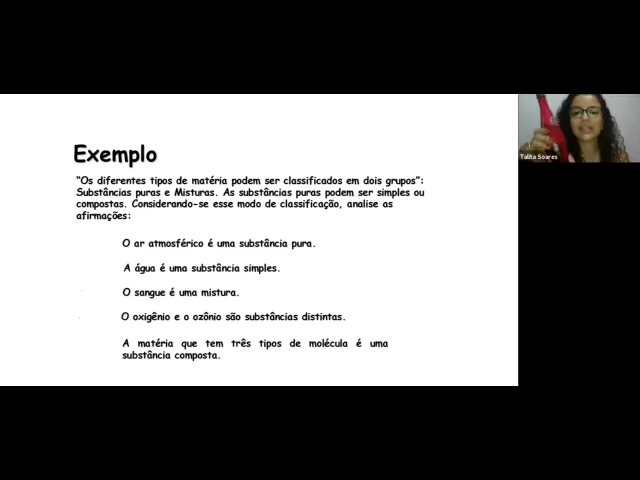 Exemplo
“Os diferentes tipos de matéria podem ser classificados em dois grupos”:
Substâncias puras e Misturas. As substâncias puras podem ser simples ou
compostas. Considerando-se esse modo de classificação, analise as
afirmações:
O ar atmosférico é uma substância pura.
A água é uma substância simples.
O sangue é uma mistura.
O oxigênio e o ozônio são substâncias distintas.
A matéria que tem três tipos de molécula é uma
substância composta.
Talita Soares